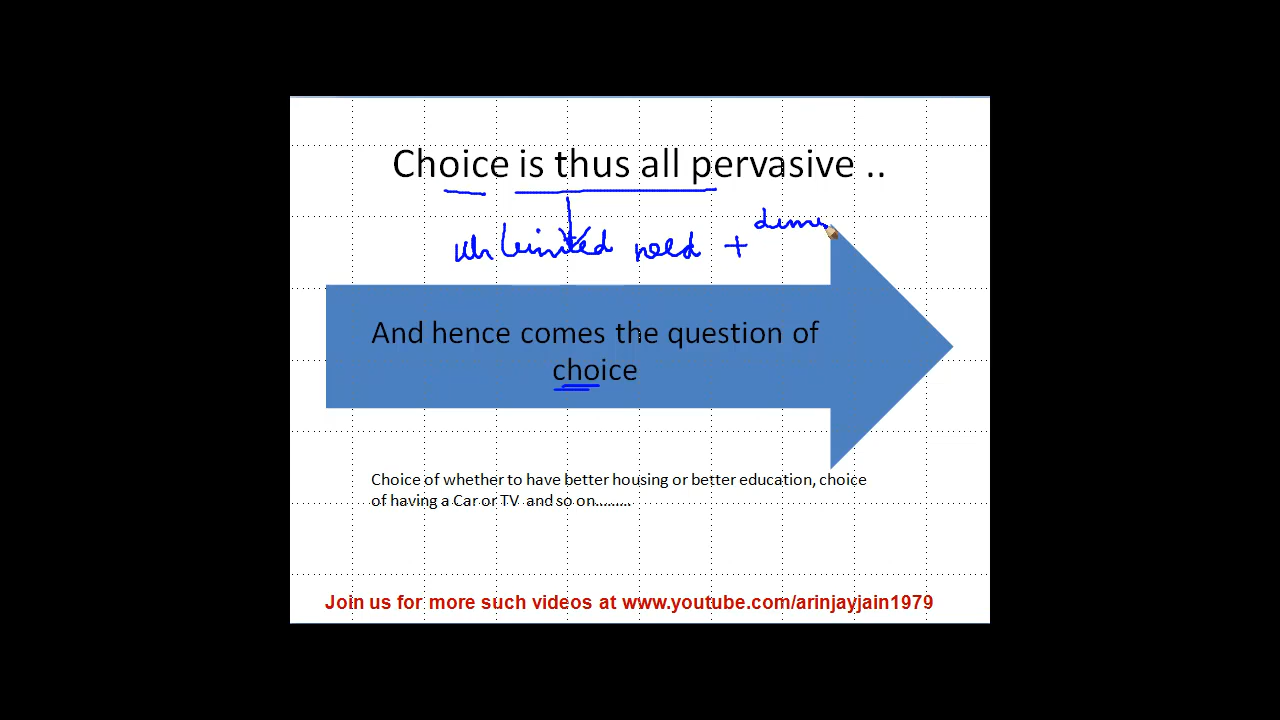 Choice is thus all pervasive ..
unlimited need +
And hence comes the question of
choice
Choice of whether to have better housing or better education, choice
of having a Car or TV and so on.........
Join us for more such videos at www.youtube.com/arinjayjain1979